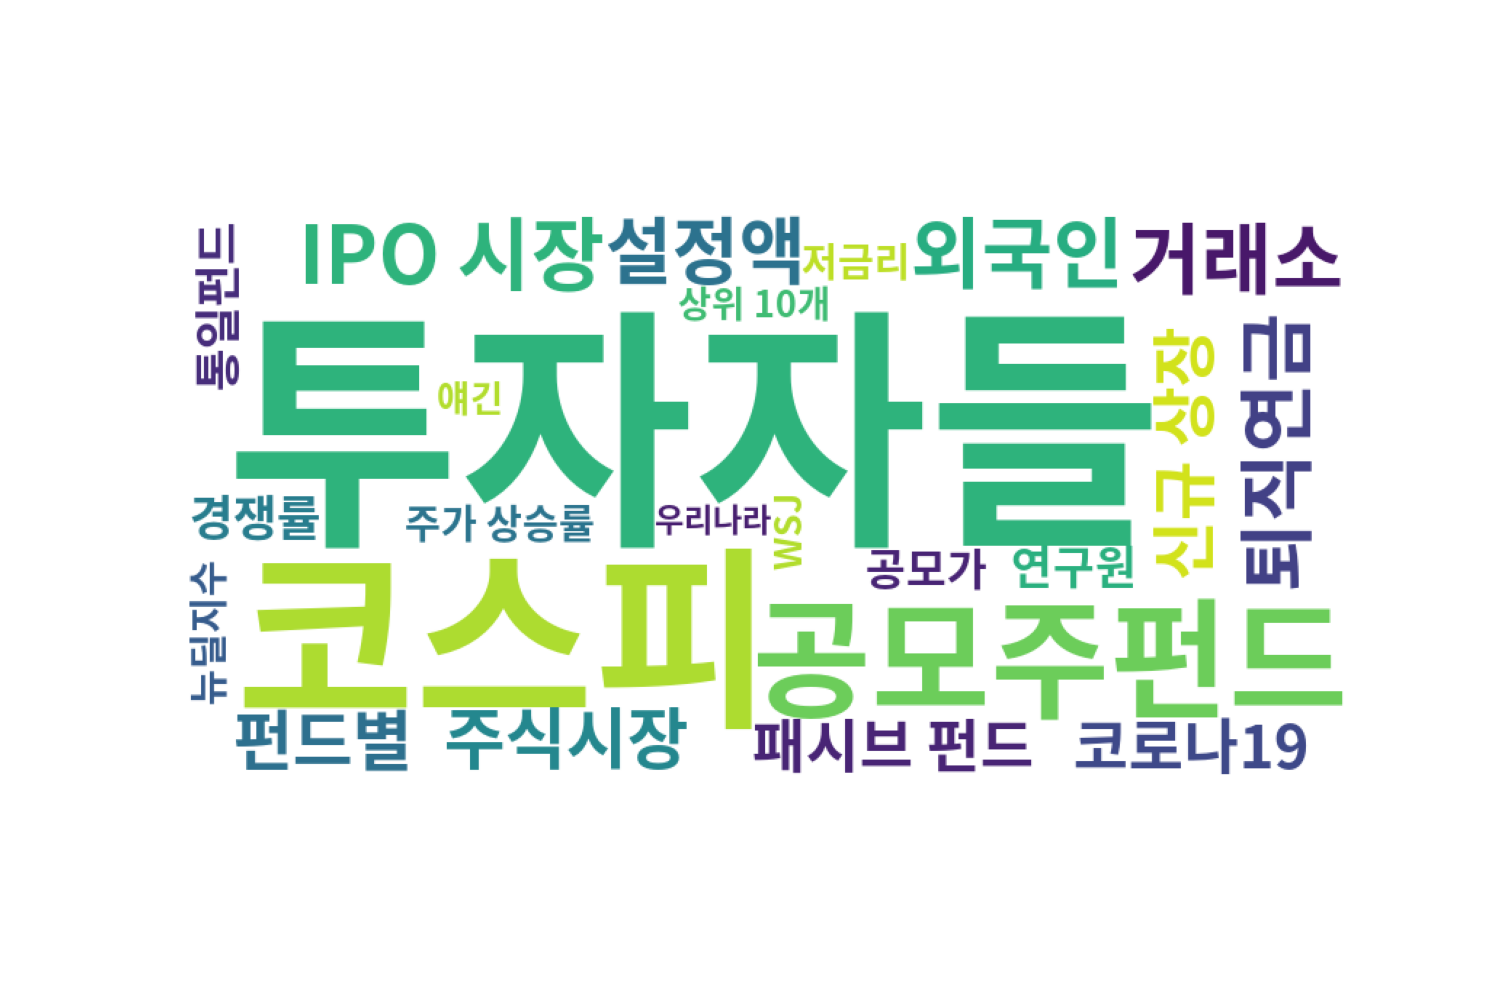 IPO 시장
설정액
저금리
외국인
거래소
통일펀드
상위 10개
투자자들
얘긴
신규 상장
퇴직연금
경쟁률
주가 상승률
우리나라
WSJ
공모가
연구원
뉴딜지수
코스피
공모주펀드
펀드별
주식시장
패시브 펀드
코로나19